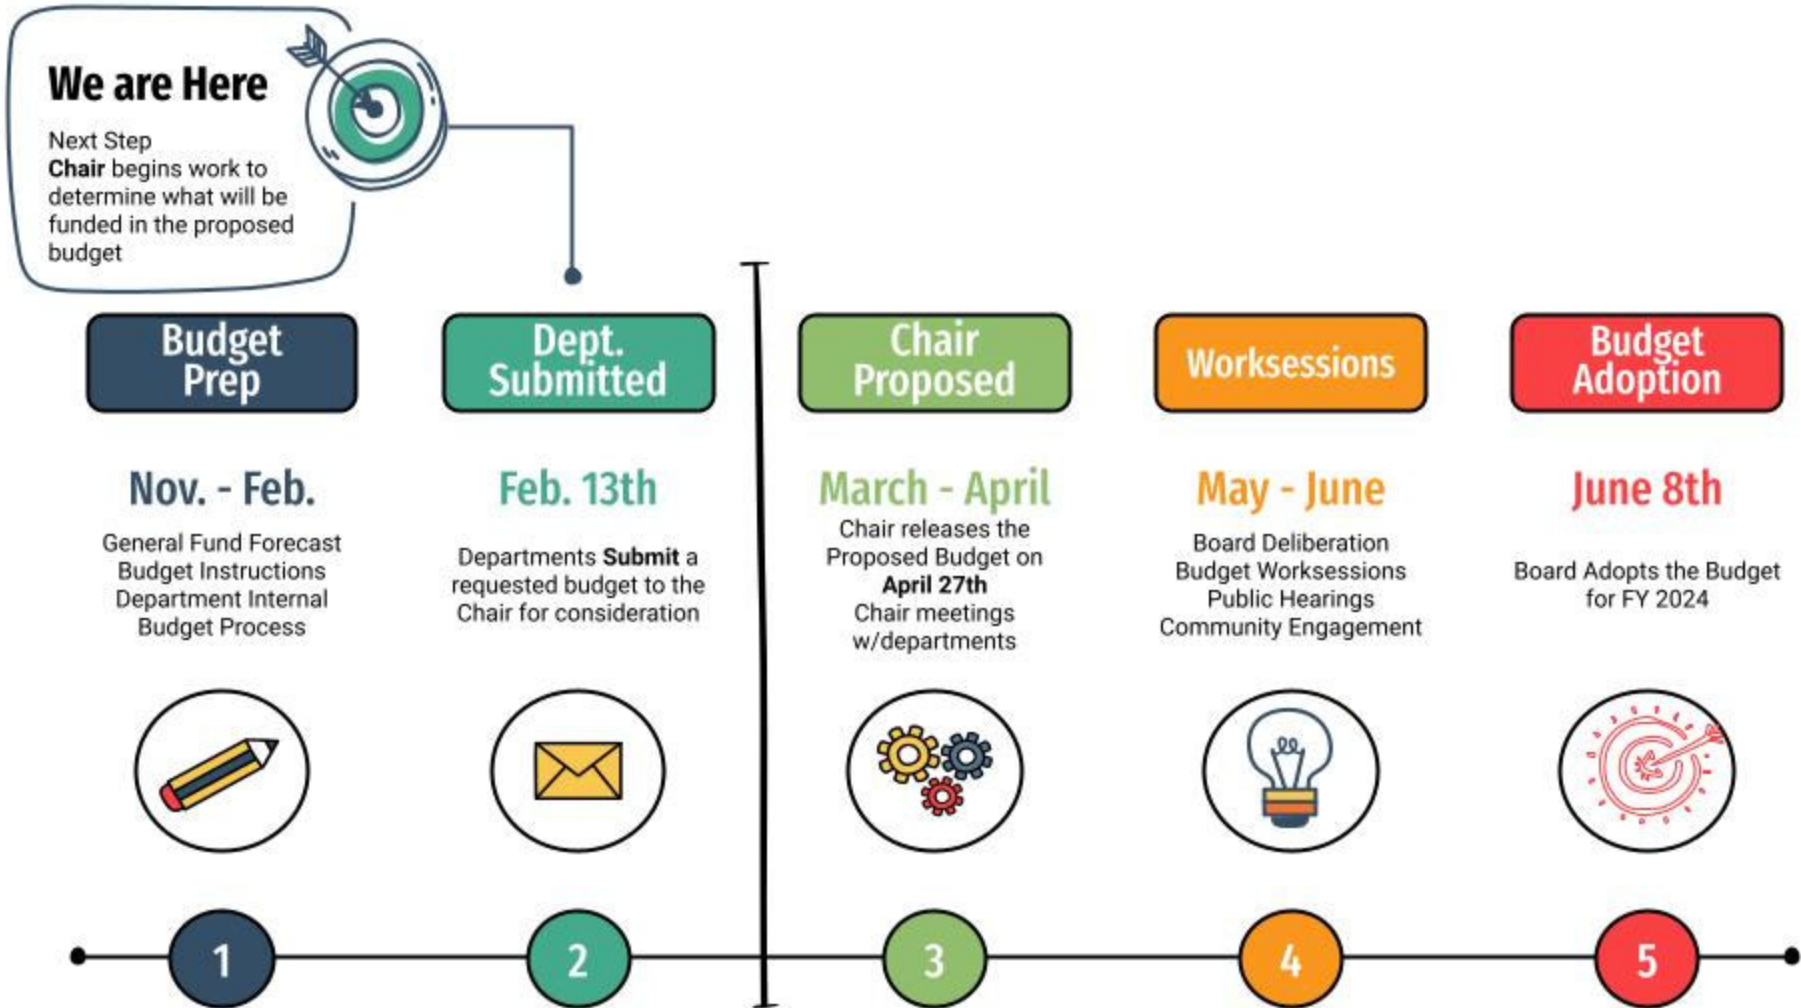 We are Here
Next Step
Chair begins work to
determine what will be
funded in the proposed
budget
Budget
Prep
Nov. - Feb.
General Fund Forecast
Budget Instructions
Department Internal
Budget Process
1
Dept.
Submitted
Feb. 13th
Departments Submit a
requested budget to the
Chair for consideration
2
Chair
Proposed
March - April
Chair releases the
Proposed Budget on
April 27th
Chair meetings
w/departments
3
Worksessions
May - June
Board Deliberation
Budget Worksessions
Public Hearings
Community Engagement
4
Budget
Adoption
June 8th
Board Adopts the Budget
for FY 2024
5